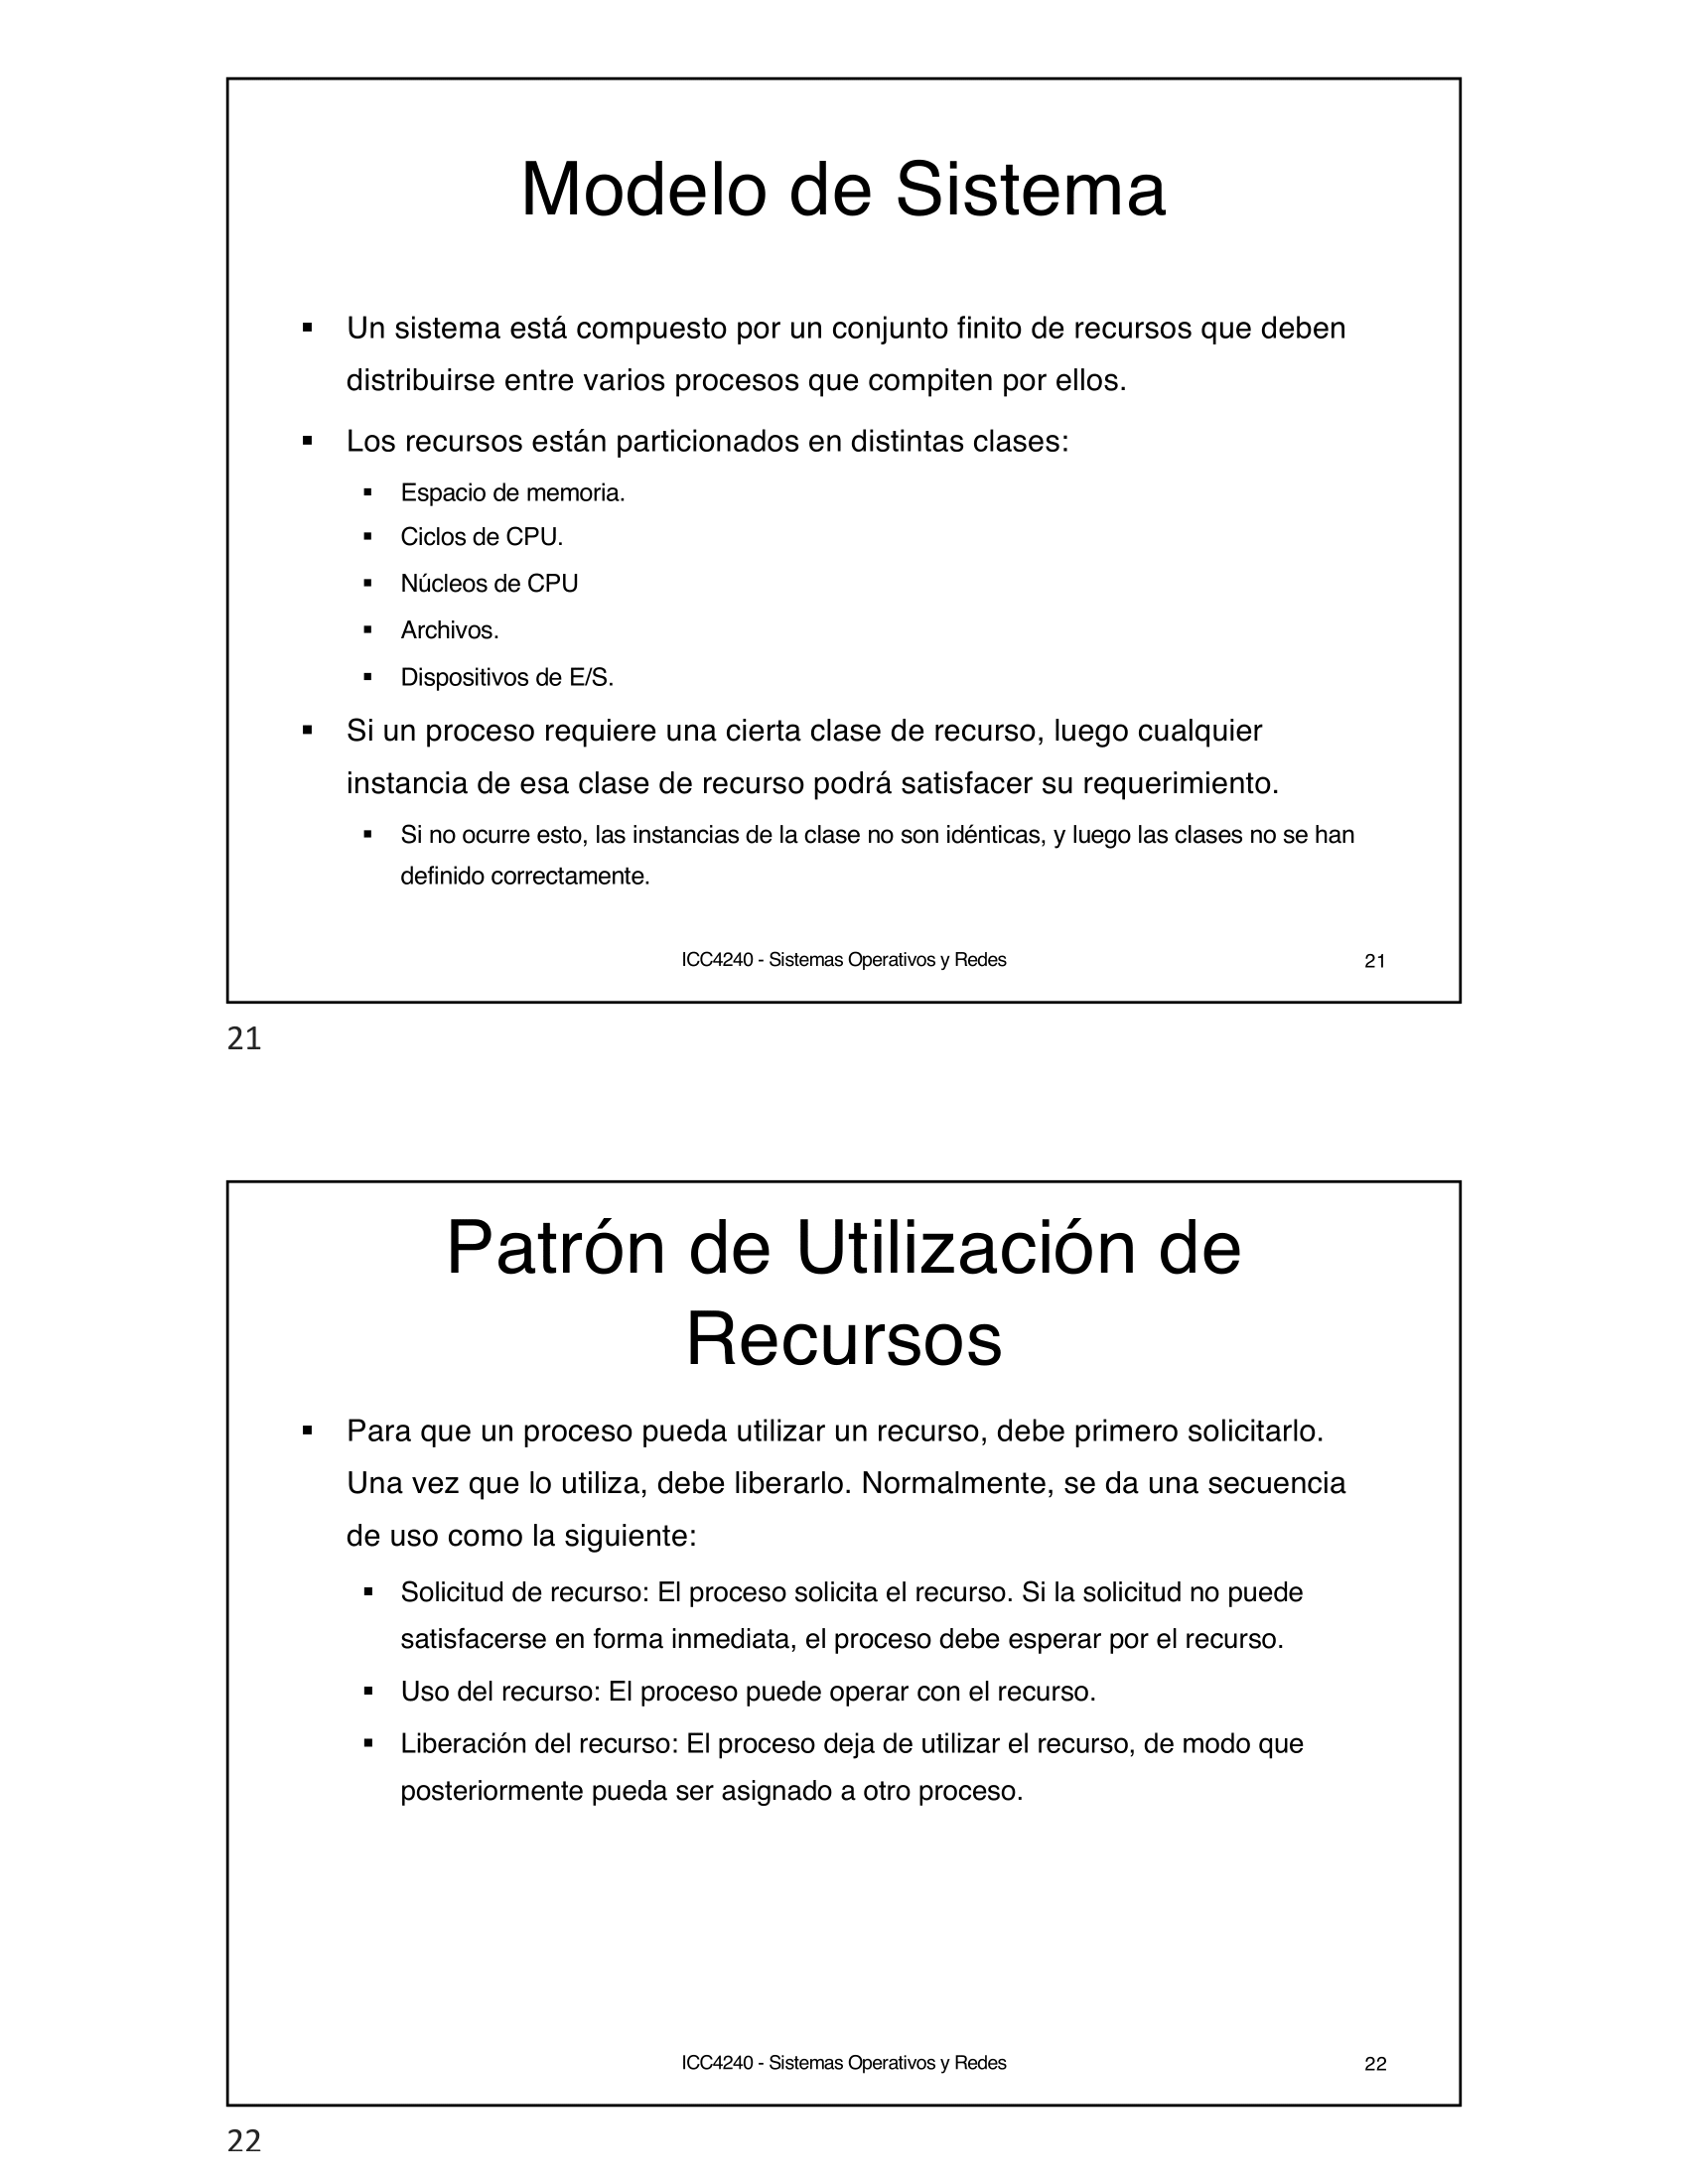 Modelo de Sistema
▪ Un sistema está compuesto por un conjunto finito de recursos que deben
distribuirse entre varios procesos que compiten por ellos.
▪ Los recursos están particionados en distintas clases:
▪ Espacio de memoria.
▪ Ciclos de CPU.
▪ Núcleos de CPU
▪ Archivos.
▪ Dispositivos de E/S.
▪ Si un proceso requiere una cierta clase de recurso, luego cualquier
instancia de esa clase de recurso podrá satisfacer su requerimiento.
▪ Si no ocurre esto, las instancias de la clase no son idénticas, y luego las clases no se han
definido correctamente.
ICC4240 - Sistemas Operativos y Redes 21
21
Patrón de Utilización de
Recursos
▪ Para que un proceso pueda utilizar un recurso, debe primero solicitarlo.
Una vez que lo utiliza, debe liberarlo. Normalmente, se da una secuencia
de uso como la siguiente:
▪ Solicitud de recurso: El proceso solicita el recurso. Si la solicitud no puede
satisfacerse en forma inmediata, el proceso debe esperar por el recurso.
▪ Uso del recurso: El proceso puede operar con el recurso.
▪ Liberación del recurso: El proceso deja de utilizar el recurso, de modo que
posteriormente pueda ser asignado a otro proceso.
ICC4240 - Sistemas Operativos y Redes 22
22